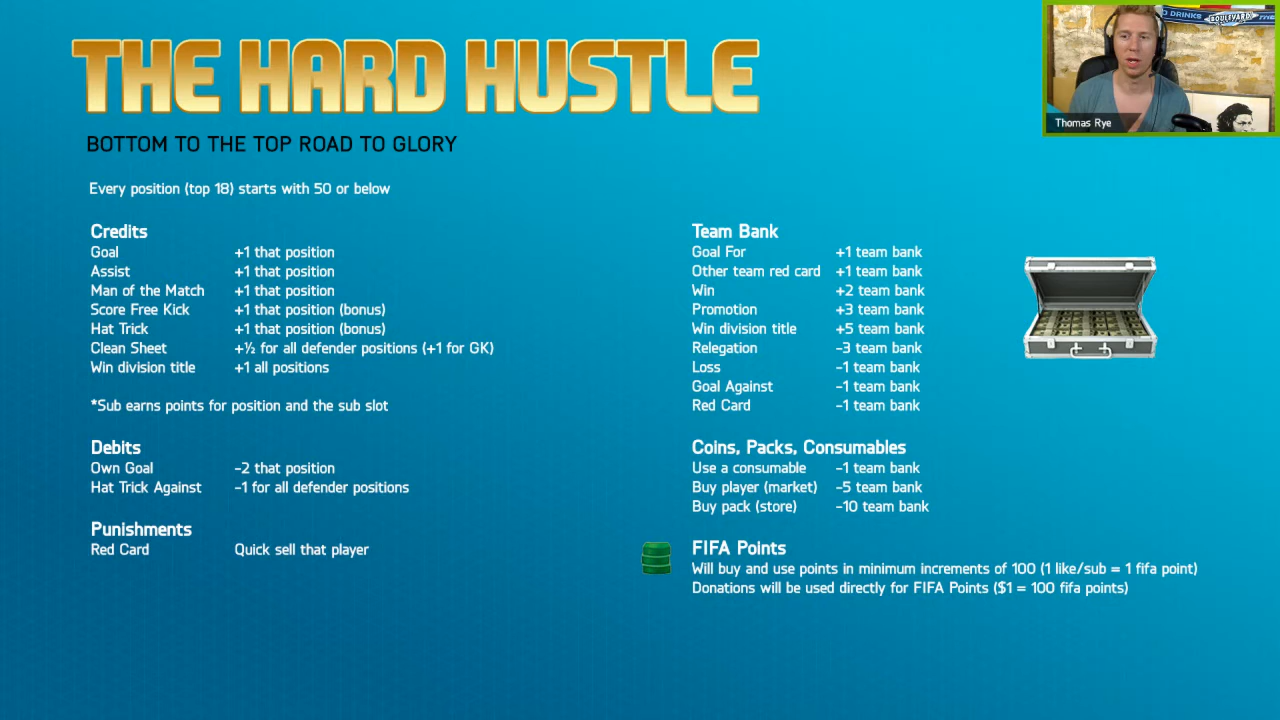 THE HARD HUSTLE
BOTTOM TO THE TOP ROAD TO GLORY
Every position (top 18) starts with 50 or below
Credits
Goal +1 that position
Assist +1 that position
Man of the Match +1 that position
Score Free Kick +1 that position (bonus)
Hat Trick +1 that position (bonus)
Clean Sheet +½ for all defender positions (+1 for GK)
Win division title +1 all positions
*Sub earns points for position and the sub slot
Debits
Own Goal -2 that position
Hat Trick Against -1 for all defender positions
Punishments
Red Card Quick sell that player
Team Bank
Goal For +1 team bank
Other team red card +1 team bank
Win +2 team bank
Promotion +3 team bank
Win division title +5 team bank
Relegation -3 team bank
Loss -1 team bank
Goal Against -1 team bank
Red Card -1 team bank
Coins, Packs, Consumables
Use a consumable -1 team bank
Buy player (market) -5 team bank
Buy pack (store) -10 team bank
FIFA Points
Will buy and use points in minimum increments of 100 (1 like/sub = 1 fifa point)
Donations will be used directly for FIFA Points ($1 = 100 fifa points)
DRINKS BOULEVARD THE
Thomas Rye